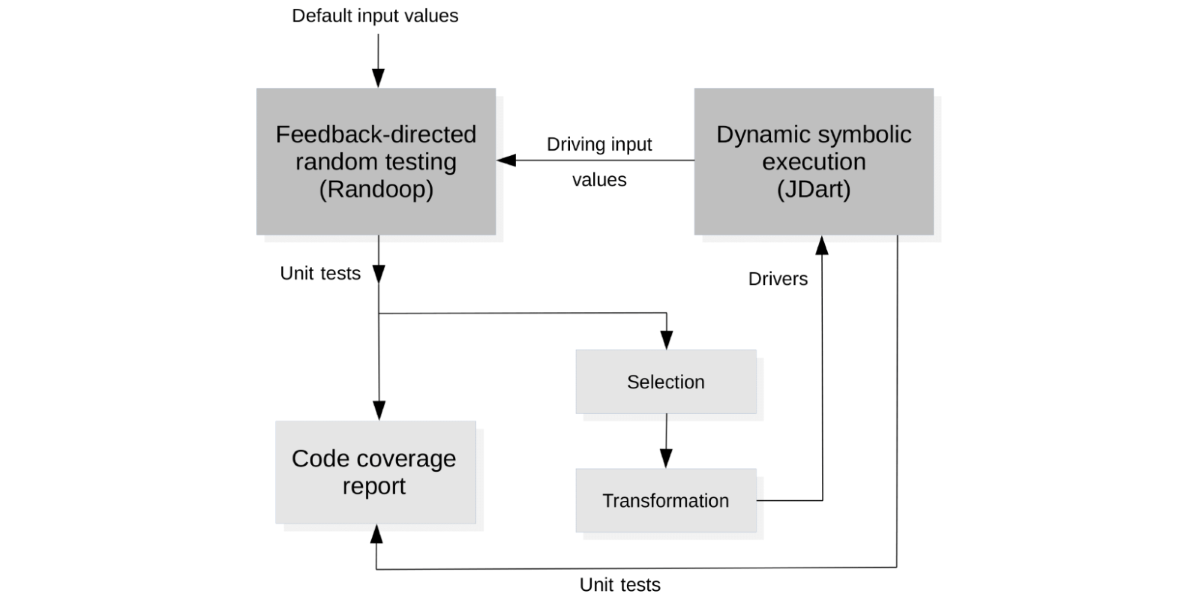 Default input values
Feedback-directed
random testing
(Randoop)
Driving input
values
Dynamic symbolic
execution
(JDart)
Unit tests
Drivers
Selection
Code coverage
report
Transformation
Unit tests